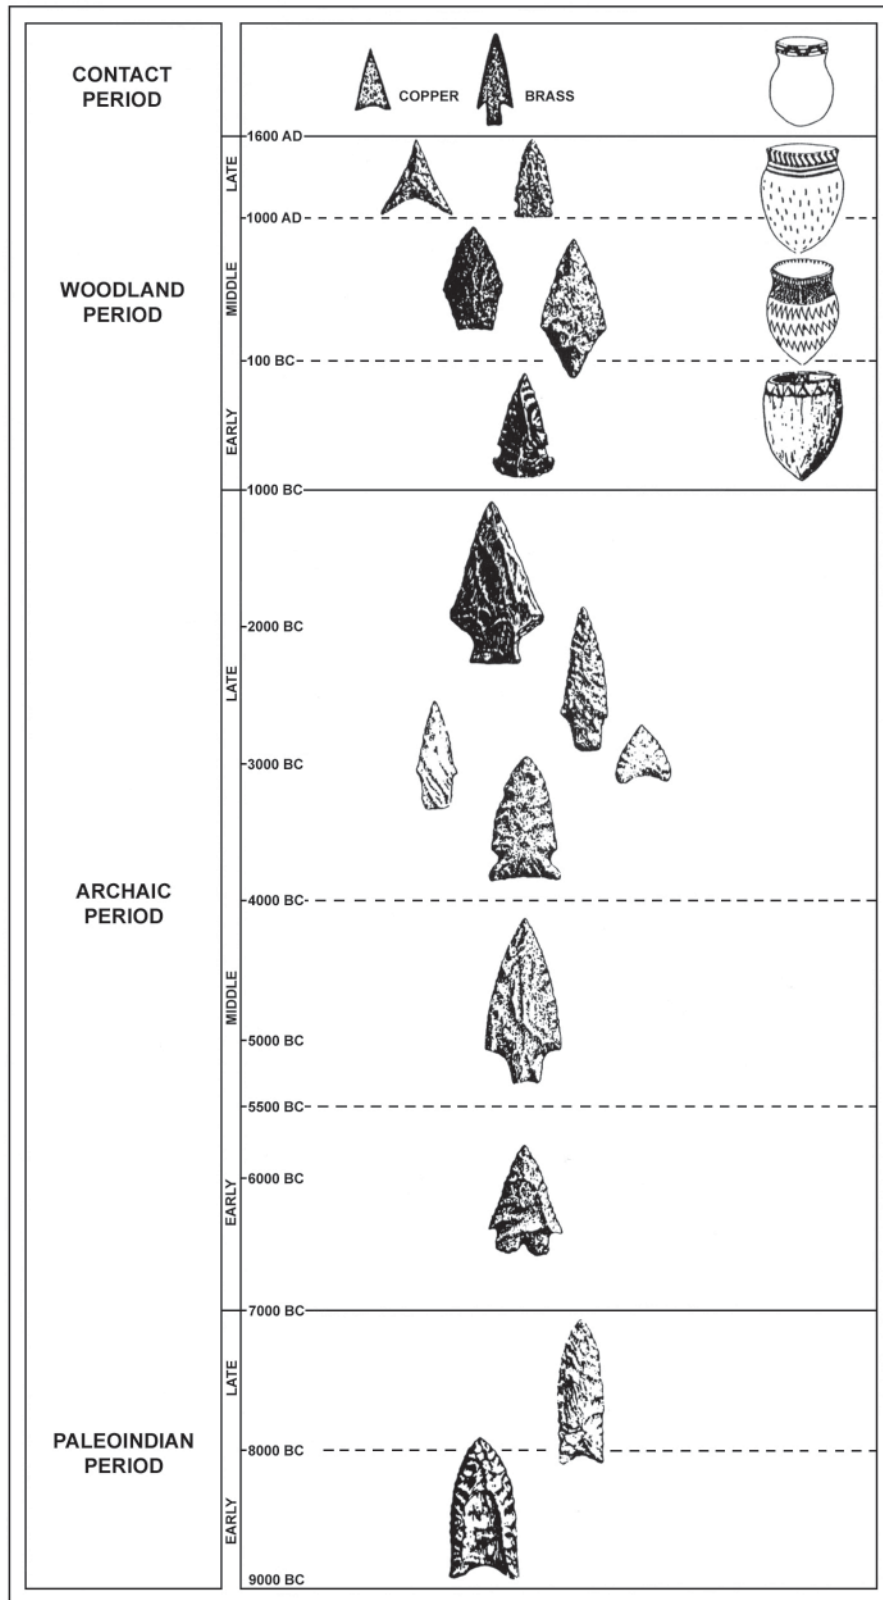 CONTACT
PERIOD
COPPER
BRASS
1600 AD
LATE
1000 AD
WOODLAND
PERIOD
MIDDLE
100 BC
EARLY
1000 BC
2000 BC
LATE
3000 BC
ARCHAIC
PERIOD
4000 BC
MIDDLE
5000 BC
5500 BC
EARLY
6000 BC
7000 BC
LATE
PALEOINDIAN
PERIOD
8000 BC
EARLY
9000 BC